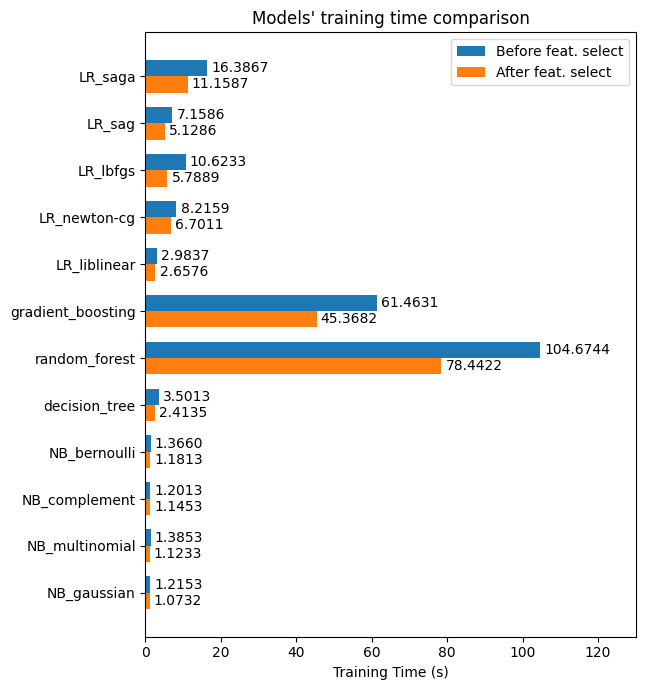 Models' training time comparison
Before feat. select
After feat. select
LR_saga
16.3867
11.1587
LR_sag
7.1586
5.1286
LR_lbfgs
10.6233
5.7889
LR_newton-cg
8.2159
6.7011
LR_liblinear
2.9837
2.6576
gradient_boosting
61.4631
45.3682
random_forest
104.6744
78.4422
decision_tree
3.5013
2.4135
NB_bernoulli
1.3660
1.1813
NB_complement
1.2013
1.1453
NB_multinomial
1.3853
1.1233
NB_gaussian
1.2153
1.0732
0 20 40 60 80 100 120
Training Time (s)